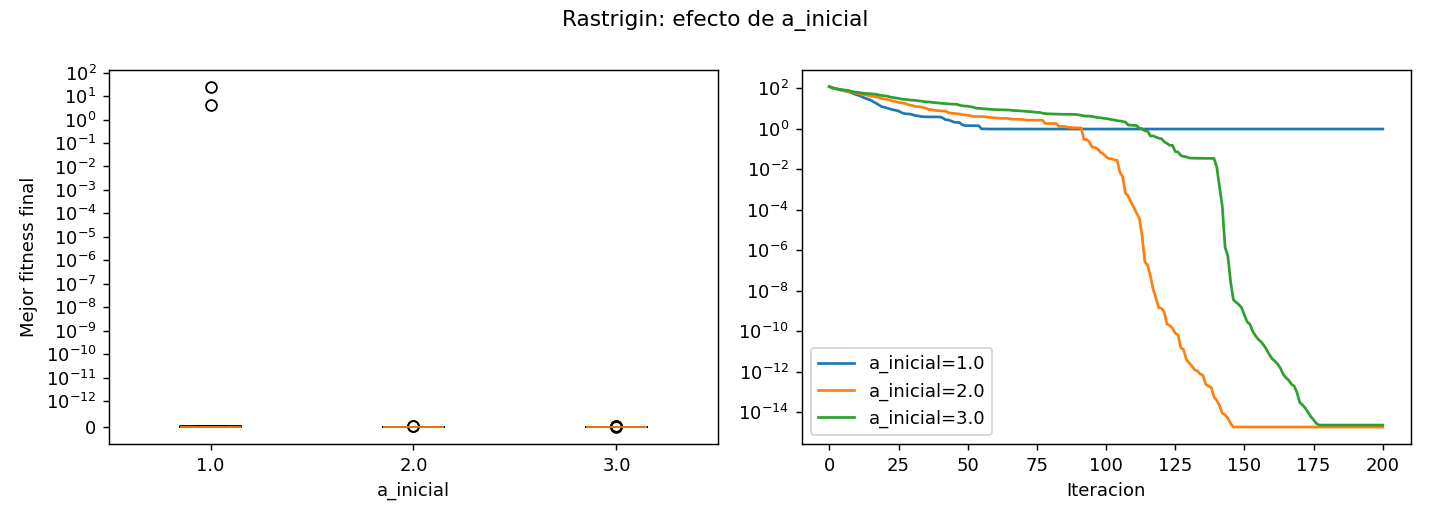 Rastrigin: efecto de a_inicial
Mejor fitness final
10^2
10^1
10^0
10^-1
10^-2
10^-3
10^-4
10^-5
10^-6
10^-7
10^-8
10^-9
10^-10
10^-11
10^-12
0
1.0 2.0 3.0
a_inicial
10^2
10^0
10^-2
10^-4
10^-6
10^-8
10^-10
10^-12
10^-14
a_inicial=1.0
a_inicial=2.0
a_inicial=3.0
0 25 50 75 100 125 150 175 200
Iteracion